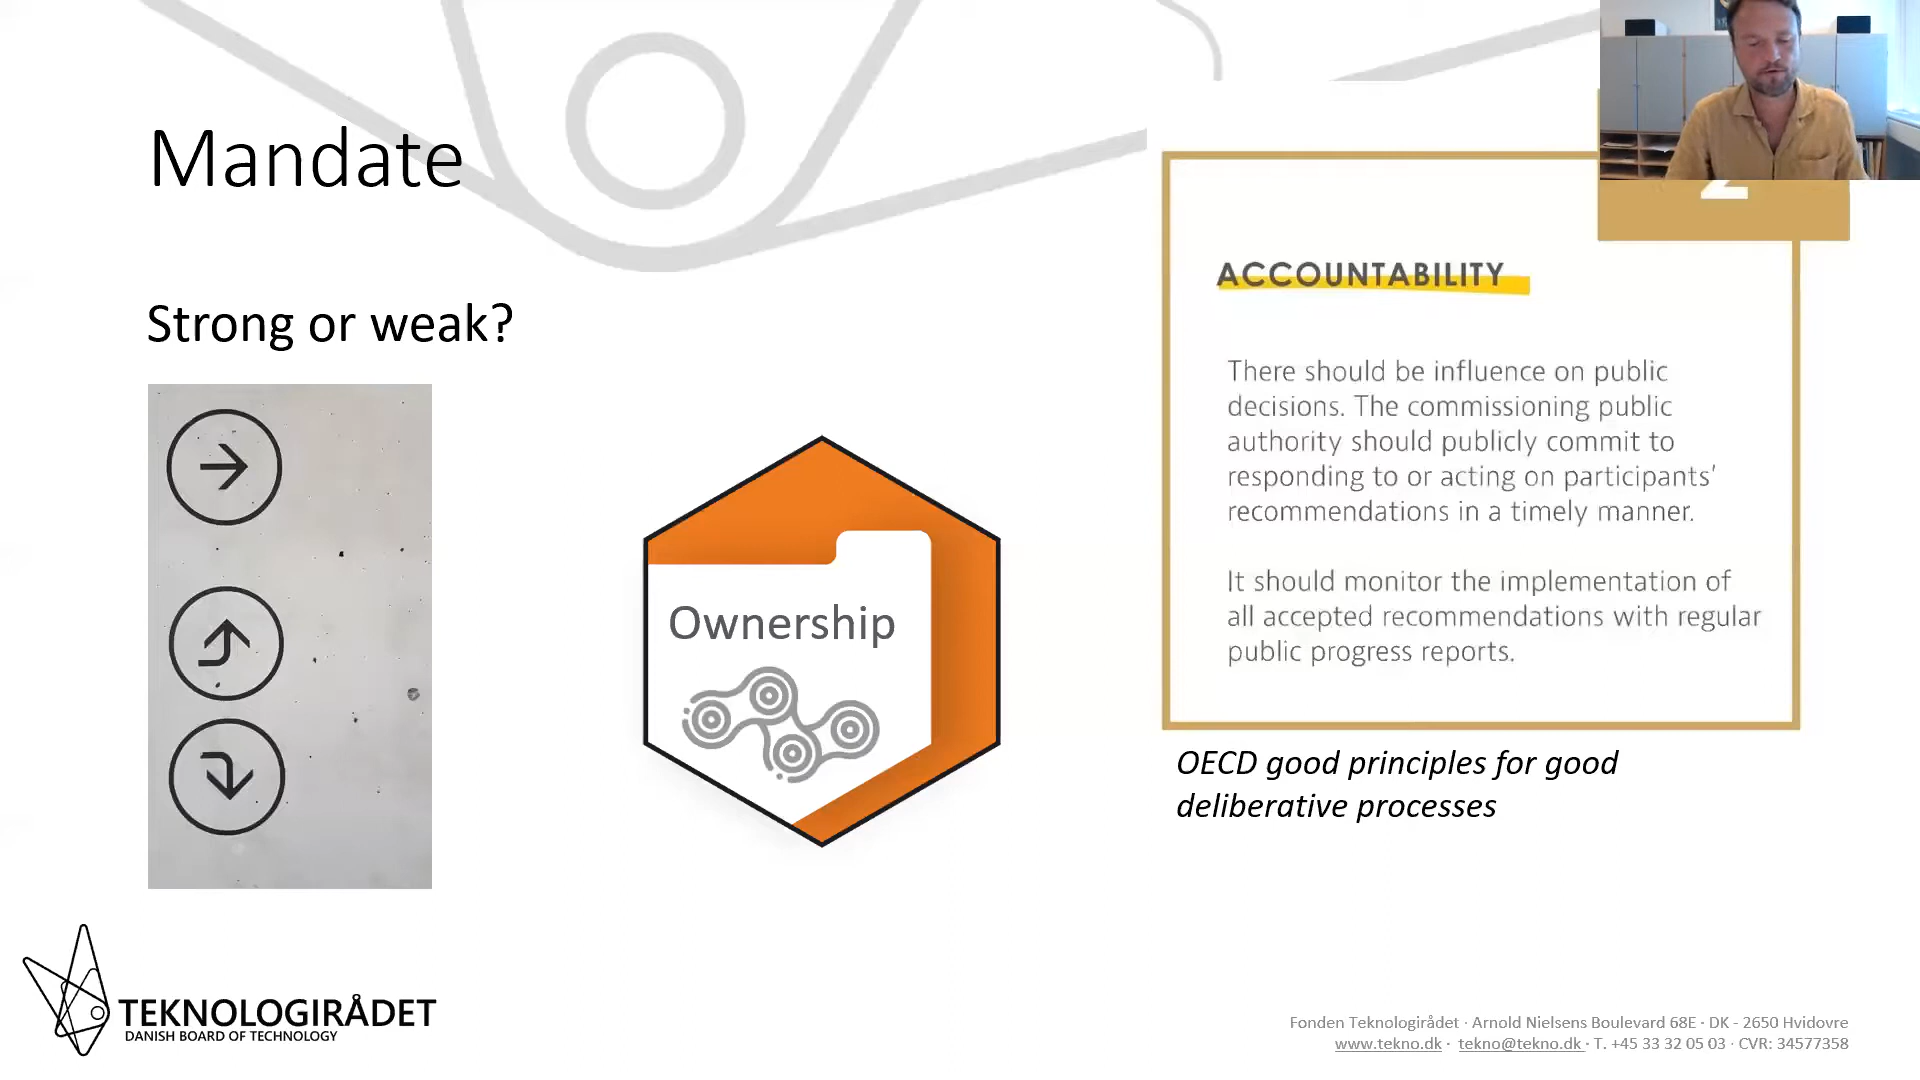 Mandate
Strong or weak?
Ownership
2
ACCOUNTABILITY
There should be influence on public
decisions. The commissioning public
authority should publicly commit to
responding to or acting on participants’
recommendations in a timely manner.
It should monitor the implementation of
all accepted recommendations with regular
public progress reports.
OECD good principles for good
deliberative processes
TEKNOLOGIRÅDET
DANISH BOARD OF TECHNOLOGY
Fonden Teknologirådet · Arnold Nielsens Boulevard 68E · DK - 2650 Hvidovre
www.tekno.dk · tekno@tekno.dk · T. +45 33 32 05 03 · CVR: 34577358